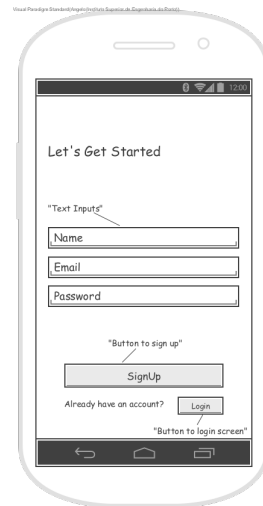 Visual Paradigm Standard(Angelo(Instituto Superior de Engenharia do Porto))
12:00
Let's Get Started
"Text Inputs"
Name
Email
Password
"Button to sign up"
SignUp
Already have an account?
Login
"Button to login screen"